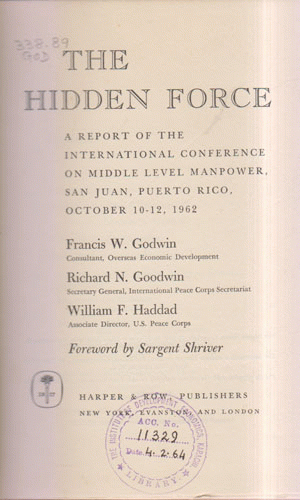 338.89
GOD
THE
HIDDEN FORCE
A REPORT OF THE
INTERNATIONAL CONFERENCE
ON MIDDLE LEVEL MANPOWER,
SAN JUAN, PUERTO RICO,
OCTOBER 10-12, 1962
Francis W. Godwin
Consultant, Overseas Economic Development
Richard N. Goodwin
Secretary General, International Peace Corps Secretariat
William F. Haddad
Associate Director, U.S. Peace Corps
Foreword by Sargent Shriver
HARPER & ROW, PUBLISHERS
NEW YORK, EVANSTON, AND LONDON
ACC. No.
11329
Date. 4.2.64
LIBRARY